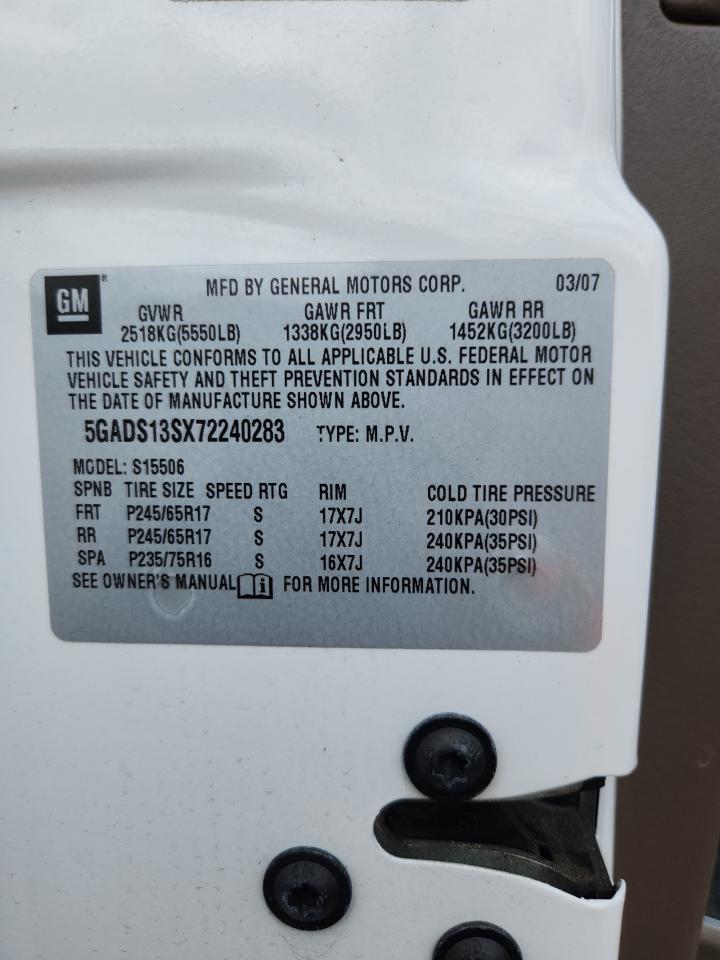 GM ® MFD BY GENERAL MOTORS CORP. 03/07
GVWR GAWR FRT GAWR RR
2518KG(5550LB) 1338KG(2950LB) 1452KG(3200LB)
THIS VEHICLE CONFORMS TO ALL APPLICABLE U.S. FEDERAL MOTOR
VEHICLE SAFETY AND THEFT PREVENTION STANDARDS IN EFFECT ON
THE DATE OF MANUFACTURE SHOWN ABOVE.
5GADS13SX72240283 TYPE: M.P.V.
MODEL: S15506
SPNB TIRE SIZE SPEED RTG RIM COLD TIRE PRESSURE
FRT P245/65R17 S 17X7J 210KPA(30PSI)
RR P245/65R17 S 17X7J 240KPA(35PSI)
SPA P235/75R16 S 16X7J 240KPA(35PSI)
SEE OWNER'S MANUAL i FOR MORE INFORMATION.